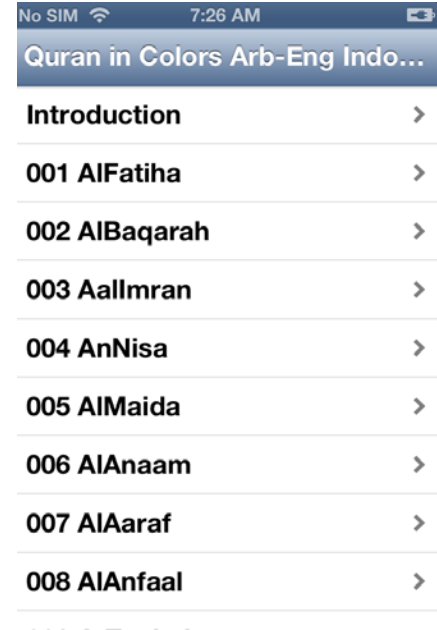 No SIM 7:26 AM
Quran in Colors Arb-Eng Indo...
Introduction
001 AlFatiha
002 AlBaqarah
003 AalImran
004 AnNisa
005 AlMaida
006 AlAnaam
007 AlAaraf
008 AlAnfaal